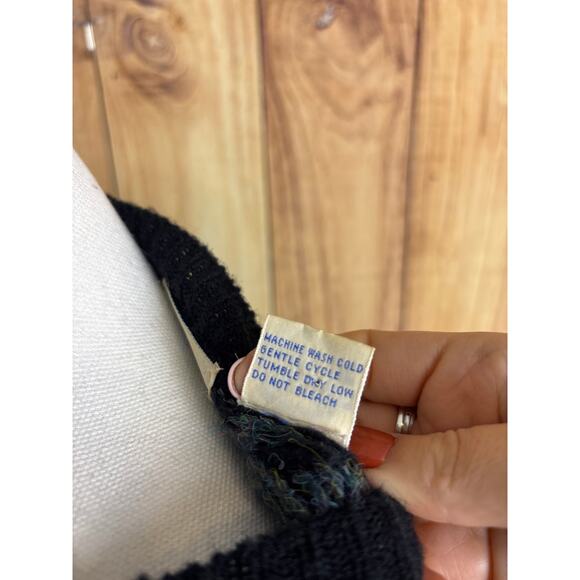 MACHINE WASH COLD
GENTLE CYCLE
TUMBLE DRY LOW
DO NOT BLEACH